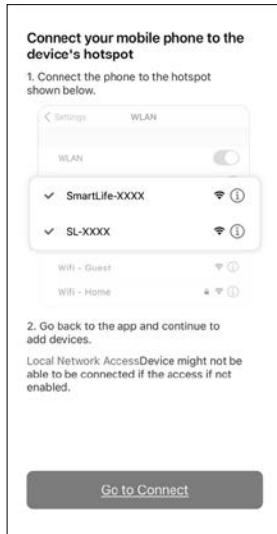 Connect your mobile phone to the
device's hotspot
1. Connect the phone to the hotspot
shown below.
Settings WLAN
WLAN
SmartLife-XXXX
SL-XXXX
Wifi - Guest
Wifi - Home
2. Go back to the app and continue to
add devices.
Local Network AccessDevice might not be
able to be connected if the access if not
enabled.
Go to Connect